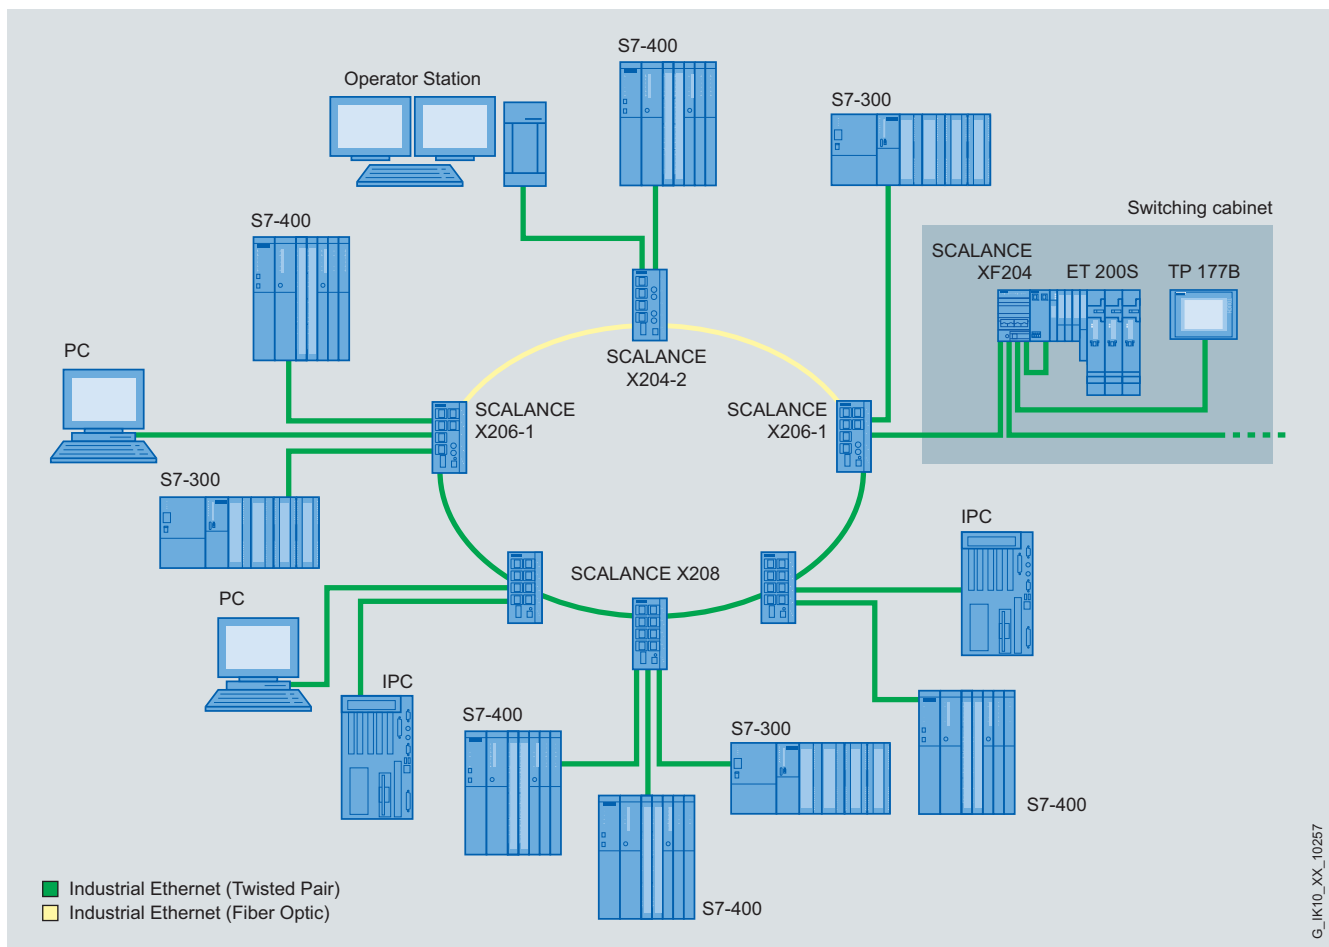 S7-400
Operator Station
S7-300
Switching cabinet
S7-400
SCALANCE
XF204
ET 200S
TP 177B
PC
SCALANCE
X204-2
SCALANCE
X206-1
SCALANCE
X206-1
S7-300
IPC
SCALANCE X208
PC
IPC
S7-400
S7-300
S7-400
S7-400
Industrial Ethernet (Twisted Pair)
Industrial Ethernet (Fiber Optic)
G_IK10_XX_10257